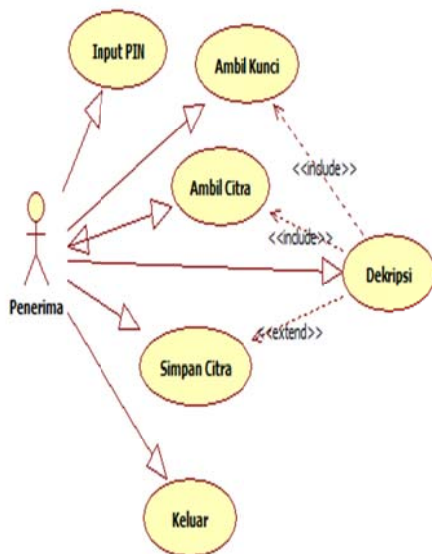 Input PIN
Ambil Kunci
<<include>>
Ambil Citra
<<include>>
Dekripsi
Penerima
<<extend>>
Simpan Citra
Keluar